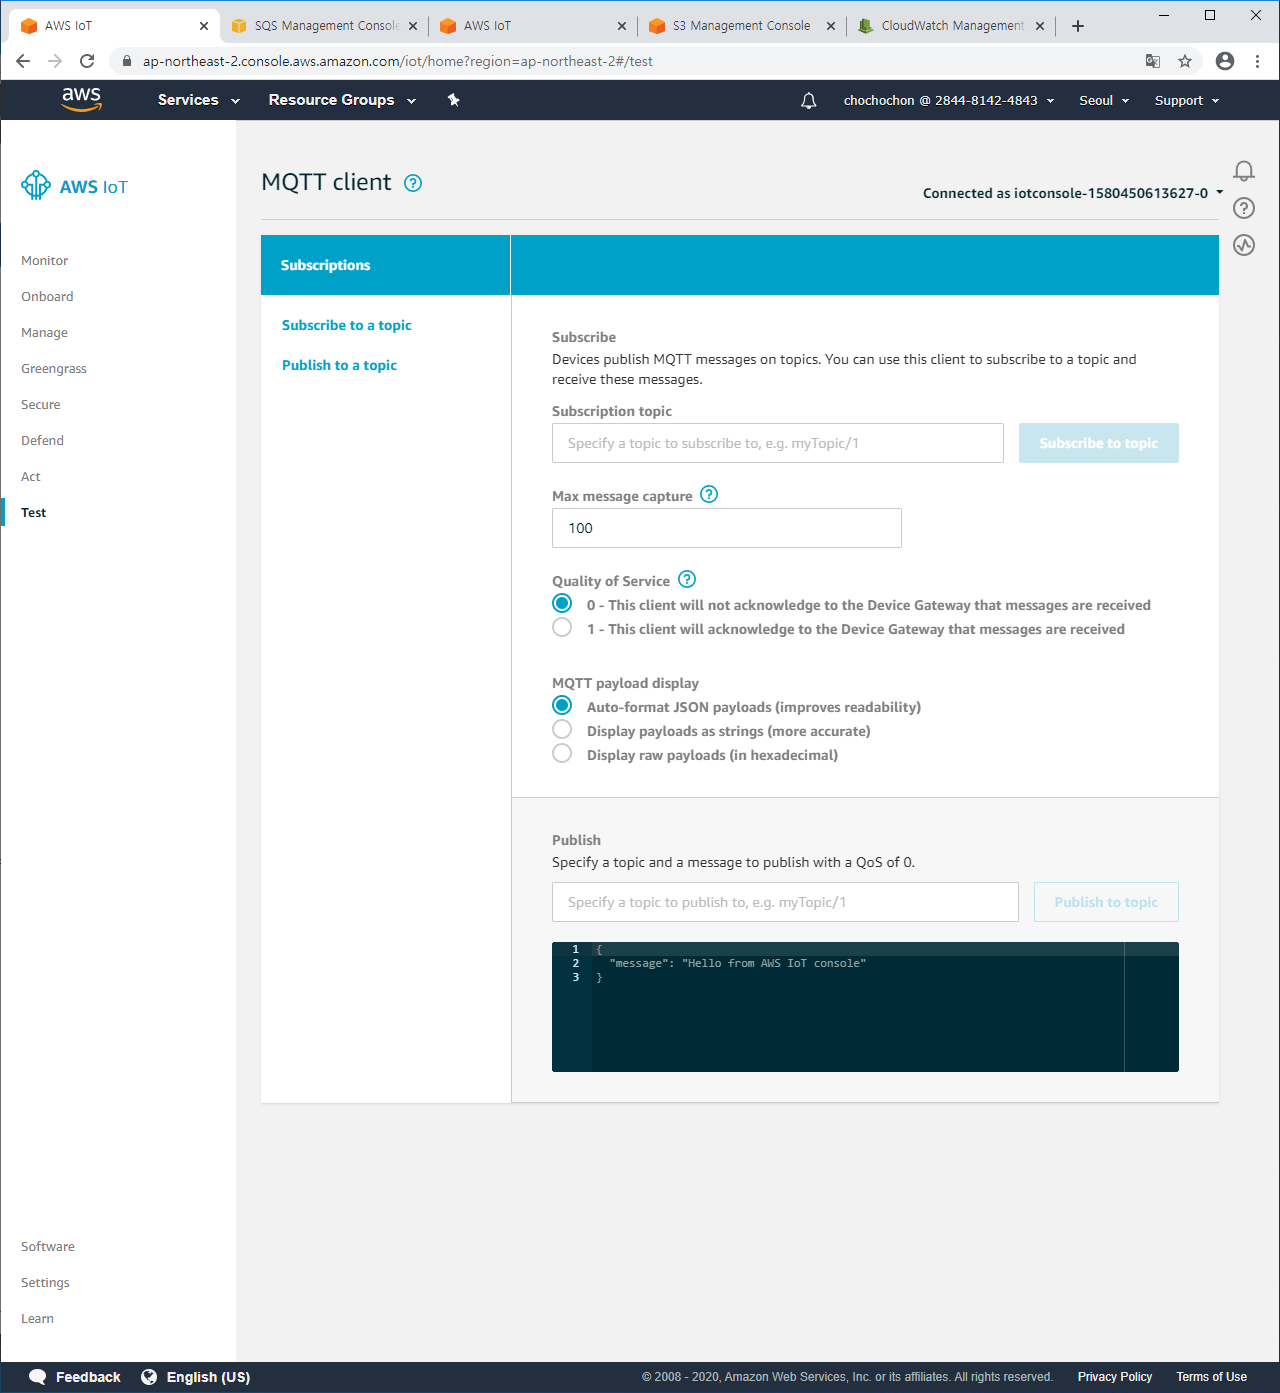 AWS IoT
SQS Management Console
AWS IoT
S3 Management Console
CloudWatch Management
ap-northeast-2.console.aws.amazon.com/iot/home?region=ap-northeast-2#/test
aws
Services
Resource Groups
chochochon @ 2844-8142-4843
Seoul
Support
AWS IoT
Monitor
Onboard
Manage
Greengrass
Secure
Defend
Act
Test
Software
Settings
Learn
MQTT client
Connected as iotconsole-1580450613627-0
Subscriptions
Subscribe to a topic
Publish to a topic
Subscribe
Devices publish MQTT messages on topics. You can use this client to subscribe to a topic and
receive these messages.
Subscription topic
Specify a topic to subscribe to, e.g. myTopic/1
Subscribe to topic
Max message capture
100
Quality of Service
0 - This client will not acknowledge to the Device Gateway that messages are received
1 - This client will acknowledge to the Device Gateway that messages are received
MQTT payload display
Auto-format JSON payloads (improves readability)
Display payloads as strings (more accurate)
Display raw payloads (in hexadecimal)
Publish
Specify a topic and a message to publish with a QoS of 0.
Specify a topic to publish to, e.g. myTopic/1
Publish to topic
1 {
2 "message": "Hello from AWS IoT console"
3 }
Feedback
English (US)
© 2008 - 2020, Amazon Web Services, Inc. or its affiliates. All rights reserved.
Privacy Policy
Terms of Use